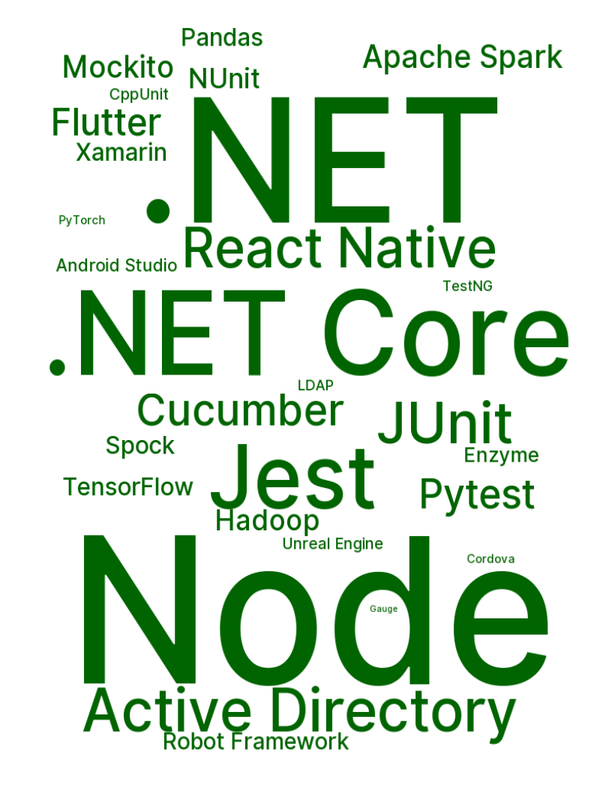 Pandas
Apache Spark
Mockito
NUnit
CppUnit
Flutter
Xamarin
.NET
PyTorch
React Native
Android Studio
TestNG
.NET Core
LDAP
Cucumber
JUnit
Spock
Enzyme
Jest
TensorFlow
Pytest
Hadoop
Unreal Engine
Cordova
Node
Gauge
Active Directory
Robot Framework